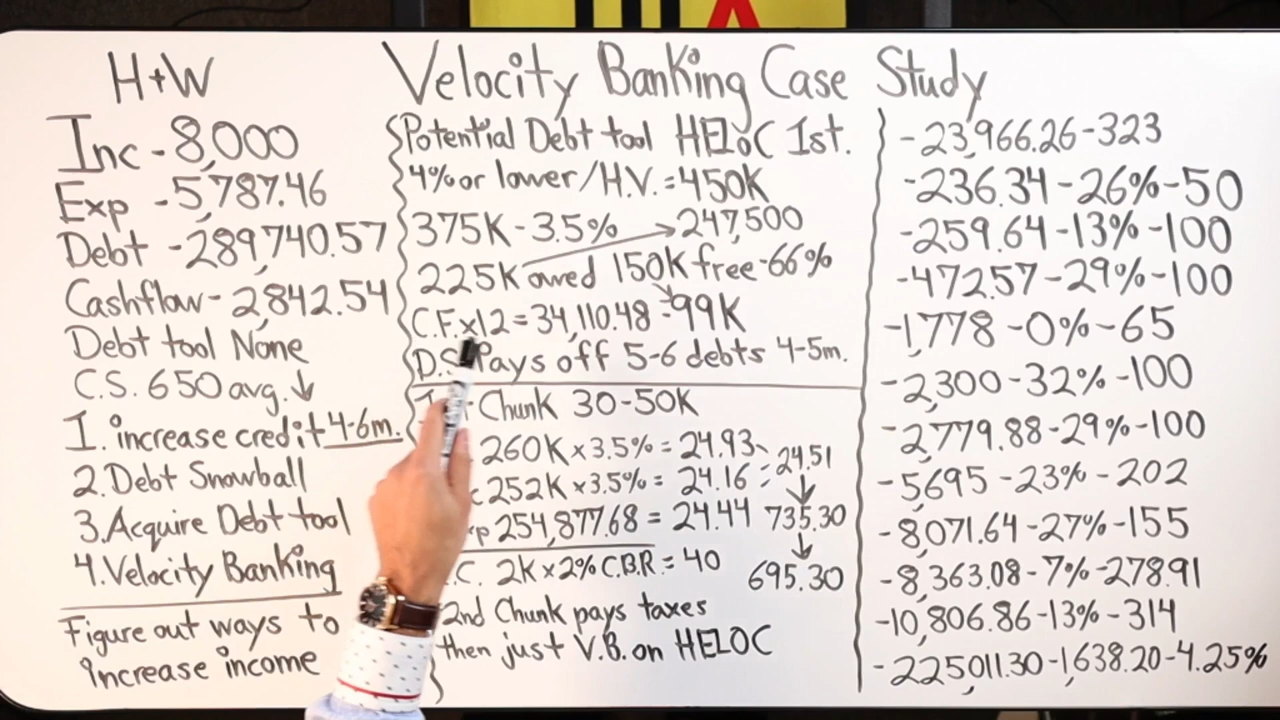 H+W
Velocity Banking Case Study
Inc - 8,000
Exp - 5,787.46
Debt - 289,740.57
Cashflow - 2,842.54
Debt tool None
C.S. 650 avg. ↓
1. increase credit 4-6m.
2. Debt Snowball
3. Acquire Debt tool
4. Velocity Banking
Figure out ways to
increase income
Potential Debt tool HELOC 1st.
4% or lower / H.V. = 450K
375K - 3.5% → 247,500
225K owed 150K free - 66%
C.F. x 12 = 34,110.48 - 99K
D.S. Pays off 5-6 debts 4-5m.
Chunk 30-50K
260K x 3.5% = 24.93
24.51
252K x 3.5% = 24.16
254,877.68 = 24.44 735.30
C. 2K x 2% C.B.R. = 40
695.30
2nd Chunk pays taxes
then just V.B. on HELOC
- 23,966.26 - 323
- 236.34 - 26% - 50
- 259.64 - 13% - 100
- 472.57 - 29% - 100
- 1,778 - 0% - 65
- 2,300 - 32% - 100
- 2,779.88 - 29% - 100
- 5695 - 23% - 202
- 8,071.64 - 27% - 155
- 8,363.08 - 7% - 278.91
- 10,806.86 - 13% - 314
- 225,011.30 - 1,638.20 - 4.25%